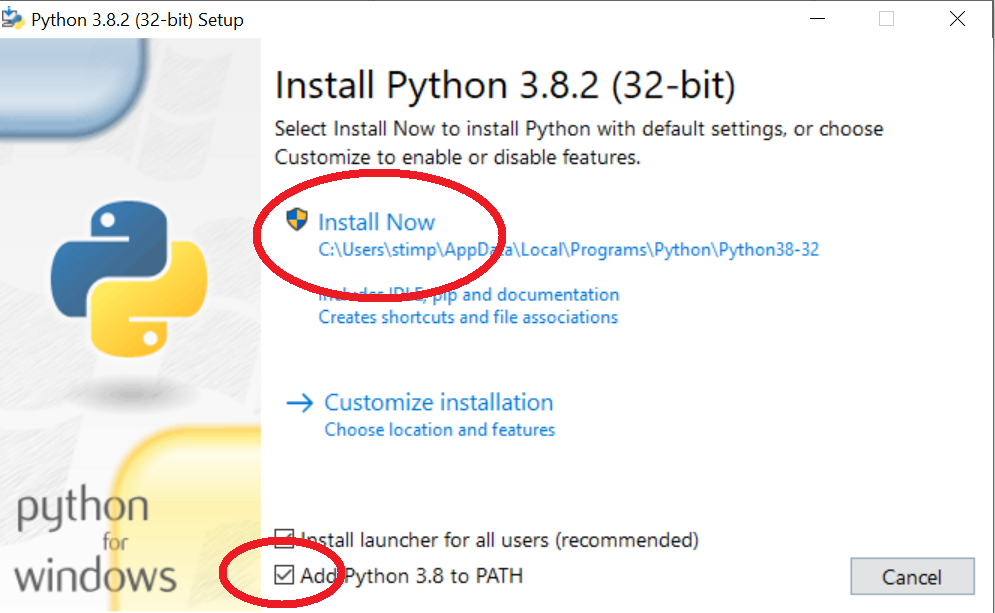 Python 3.8.2 (32-bit) Setup
Install Python 3.8.2 (32-bit)
Select Install Now to install Python with default settings, or choose
Customize to enable or disable features.
Install Now
C:\Users\stimp\AppData\Local\Programs\Python\Python38-32
Includes IDLE, pip and documentation
Creates shortcuts and file associations
Customize installation
Choose location and features
python
for
windows
Install launcher for all users (recommended)
Add Python 3.8 to PATH
Cancel